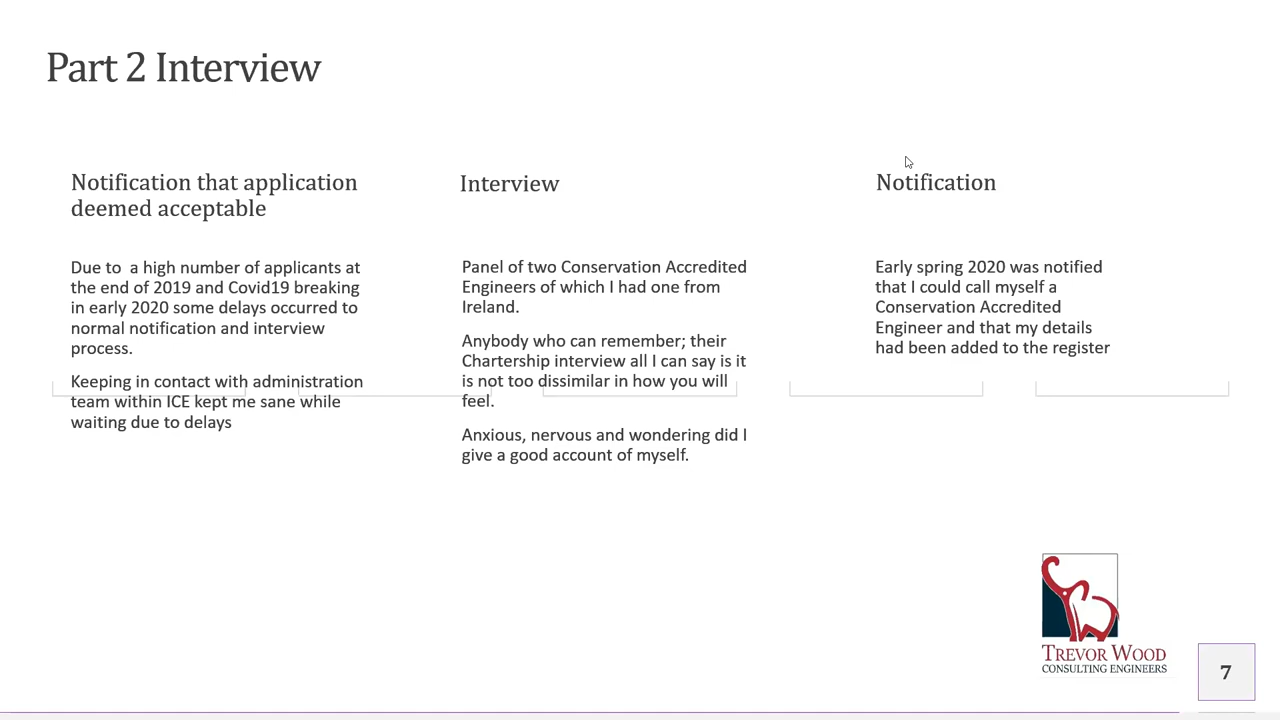 Part 2 Interview
Notification that application
deemed acceptable
Due to  a high number of applicants at
the end of 2019 and Covid19 breaking
in early 2020 some delays occurred to
normal notification and interview
process.
Keeping in contact with administration
team within ICE kept me sane while
waiting due to delays
Interview
Panel of two Conservation Accredited
Engineers of which I had one from
Ireland.
Anybody who can remember; their
Chartership interview all I can say is it
is not too dissimilar in how you will
feel.
Anxious, nervous and wondering did I
give a good account of myself.
Notification
Early spring 2020 was notified
that I could call myself a
Conservation Accredited
Engineer and that my details
had been added to the register
TREVOR WOOD
CONSULTING ENGINEERS
7